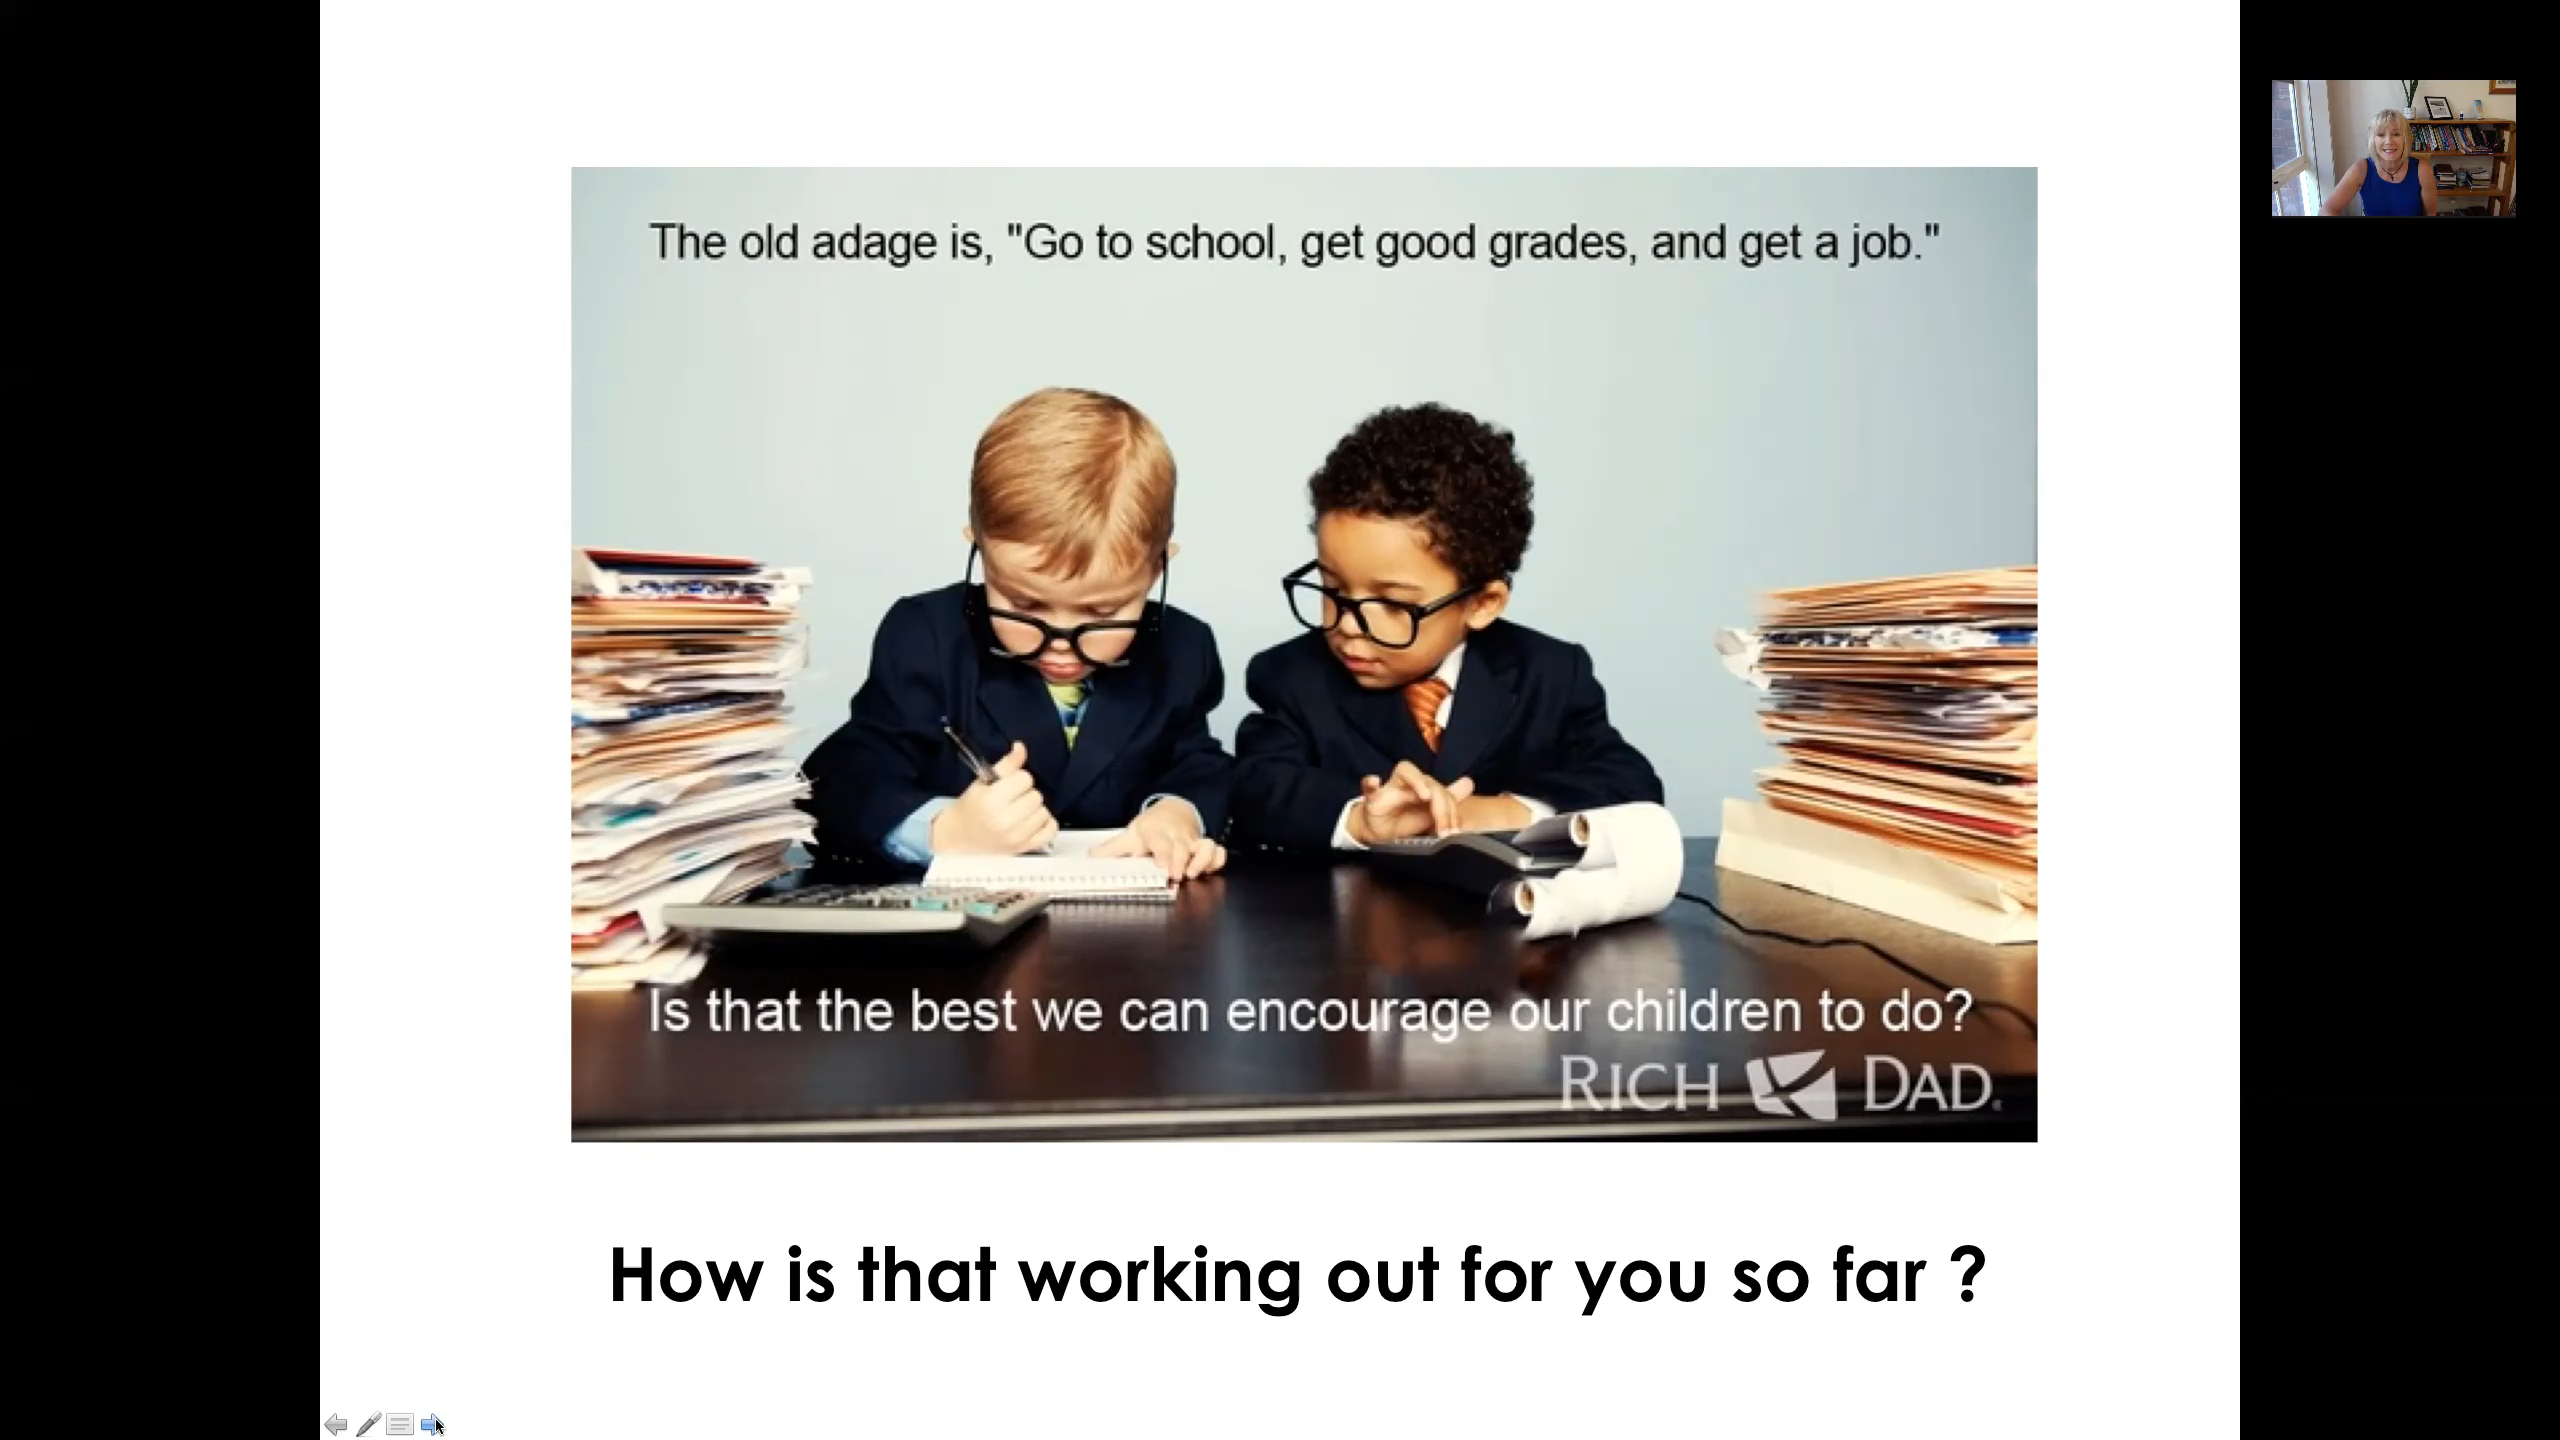 The old adage is, "Go to school, get good grades, and get a job."
Is that the best we can encourage our children to do?
RICH DAD.
How is that working out for you so far ?